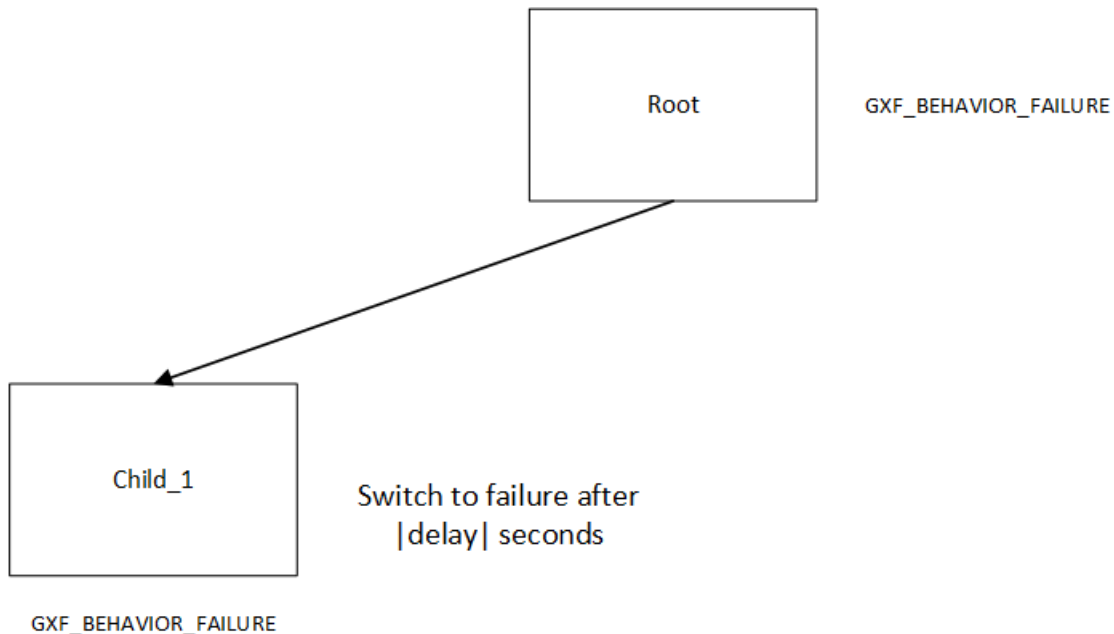 Root
GXF_BEHAVIOR_FAILURE
Child_1
Switch to failure after
|delay| seconds
GXF_BEHAVIOR_FAILURE